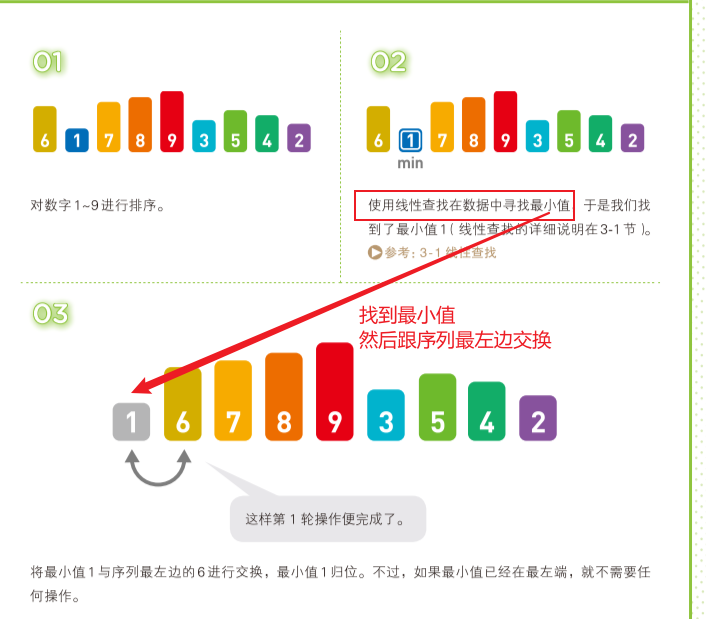 01
02
6 1 7 8 9 3 5 4 2
6 1 7 8 9 3 5 4 2
min
对数字1~9进行排序。
使用线性查找在数据中寻找最小值 于是我们找
到了最小值1(线性查找的详细说明在3-1节)。
参考:3-1 线性查找
03
找到最小值
然后跟序列最左边交换
1 6 7 8 9 3 5 4 2
这样第1轮操作便完成了。
将最小值1与序列最左边的6进行交换,最小值1归位。不过,如果最小值已经在最左端,就不需要任
何操作。